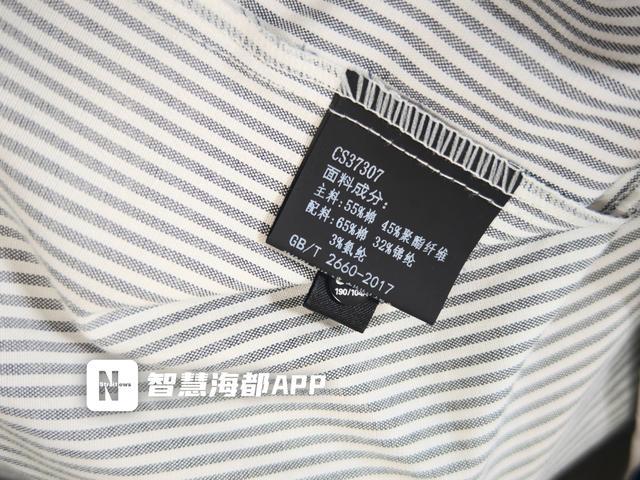 CS37307
面料成分:
主料:55%棉 45%聚酯纤维
配料:65%棉 32%锦纶
3%氨纶
GB/T 2660-2017
N
智慧海都APP